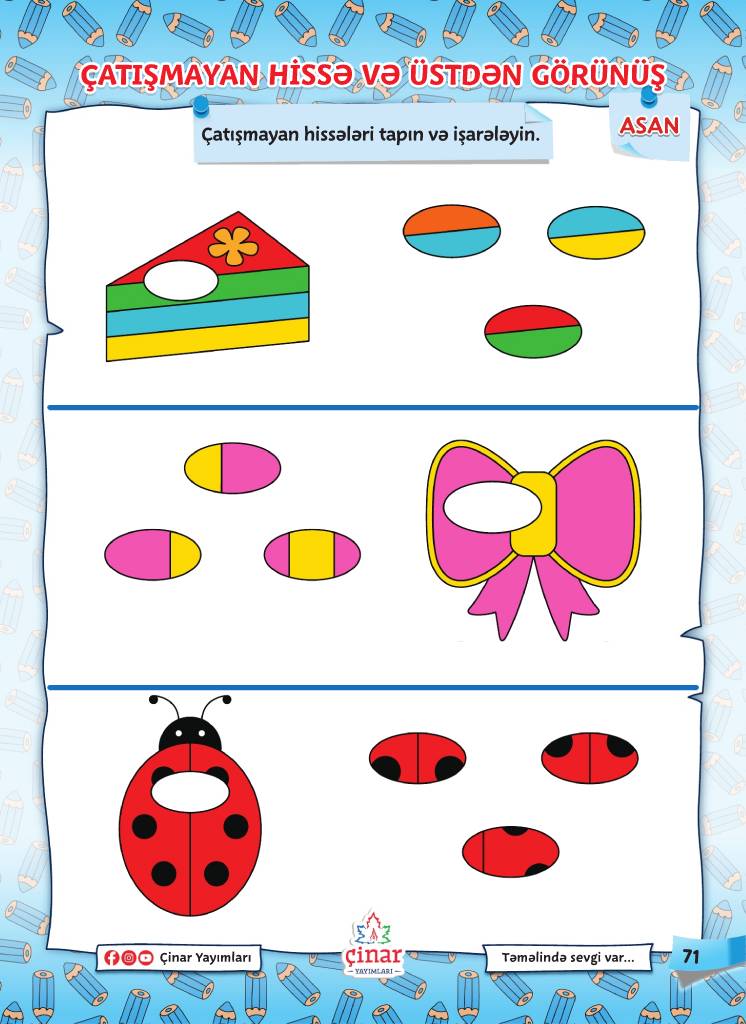 ÇATIŞMAYAN HİSSƏ VƏ ÜSTDƏN GÖRÜNÜŞ
Çatışmayan hissələri tapın və işarələyin.
ASAN
Çinar Yayımları
çinar
YAYIMLARI
Təməlində sevgi var...
71